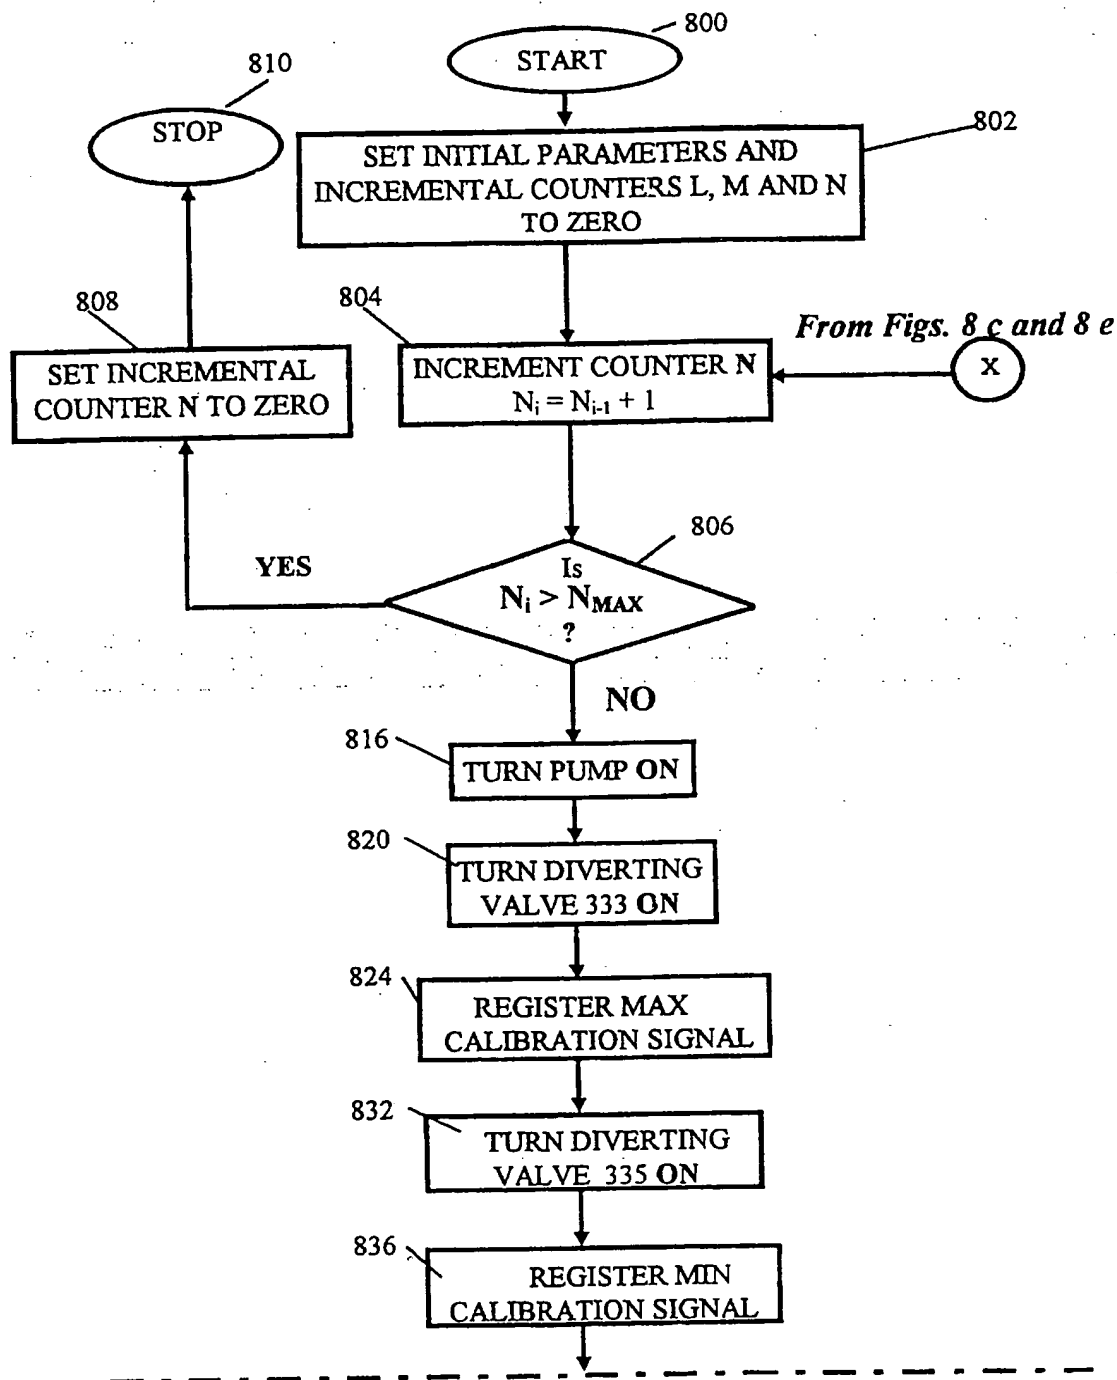 800
START
810
STOP
802
SET INITIAL PARAMETERS AND
INCREMENTAL COUNTERS L, M AND N
TO ZERO
808
804
From Figs. 8 c and 8 e
X
SET INCREMENTAL
COUNTER N TO ZERO
INCREMENT COUNTER N
Nᵢ = Nᵢ₋₁ + 1
806
YES
Is
Nᵢ > NMAX
?
NO
816
TURN PUMP ON
820
TURN DIVERTING
VALVE 333 ON
824
REGISTER MAX
CALIBRATION SIGNAL
832
TURN DIVERTING
VALVE 335 ON
836
REGISTER MIN
CALIBRATION SIGNAL